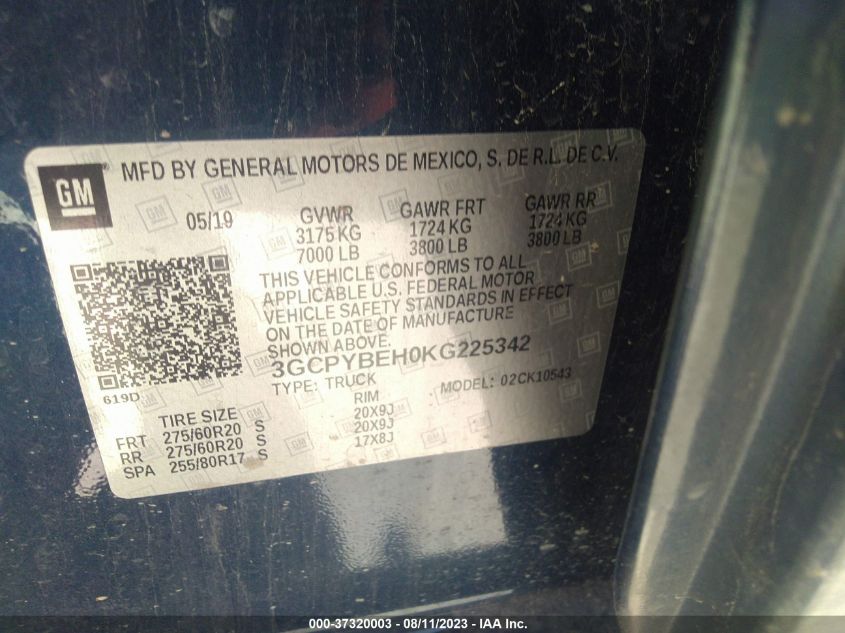 GM ® MFD BY GENERAL MOTORS DE MEXICO, S. DE R.L. DE C.V.
05/19 GVWR GAWR FRT GAWR RR
3175 KG 1724 KG 1724 KG
7000 LB 3800 LB 3800 LB
THIS VEHICLE CONFORMS TO ALL
APPLICABLE U.S. FEDERAL MOTOR
VEHICLE SAFETY STANDARDS IN EFFECT
ON THE DATE OF MANUFACTURE
SHOWN ABOVE.
3GCPYBEH0KG225342
619D TYPE: TRUCK MODEL: 02CK10543
TIRE SIZE RIM
FRT 275/60R20 S 20X9J
RR 275/60R20 S 20X9J
SPA 255/80R17 S 17X8J
000-37320003 - 08/11/2023 - IAA Inc.